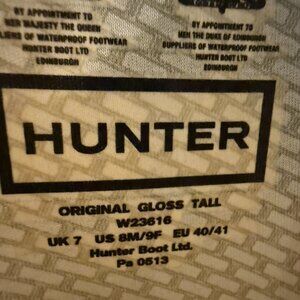 BY APPOINTMENT TO
HER MAJESTY THE QUEEN
LIERS OF WATERPROOF FOOTWEAR
HUNTER BOOT LTD
EDINBURGH
BY APPOINTMENT TO
HRH THE DUKE OF EDINBURGH
SUPPLIERS OF WATERPROOF FOOTWEAR
HUNTER BOOT LTD
EDINBURGH
HUNTER
ORIGINAL GLOSS TALL
W23616
UK 7 US 8M/9F EU 40/41
Hunter Boot Ltd.
Pa 0513